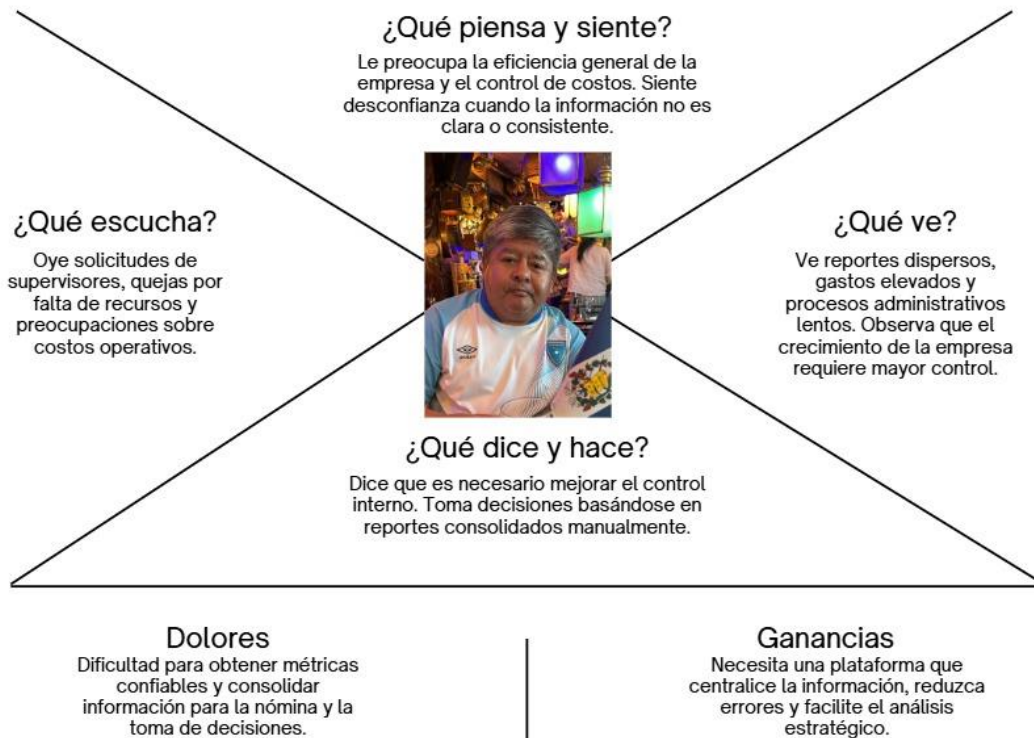 ¿Qué piensa y siente?
Le preocupa la eficiencia general de la
empresa y el control de costos. Siente
desconfianza cuando la información no es
clara o consistente.
¿Qué escucha?
Oye solicitudes de
supervisores, quejas por
falta de recursos y
preocupaciones sobre
costos operativos.
¿Qué ve?
Ve reportes dispersos,
gastos elevados y
procesos administrativos
lentos. Observa que el
crecimiento de la empresa
requiere mayor control.
¿Qué dice y hace?
Dice que es necesario mejorar el control
interno. Toma decisiones basándose en
reportes consolidados manualmente.
Dolores
Dificultad para obtener métricas
confiables y consolidar
información para la nómina y la
toma de decisiones.
Ganancias
Necesita una plataforma que
centralice la información, reduzca
errores y facilite el análisis
estratégico.